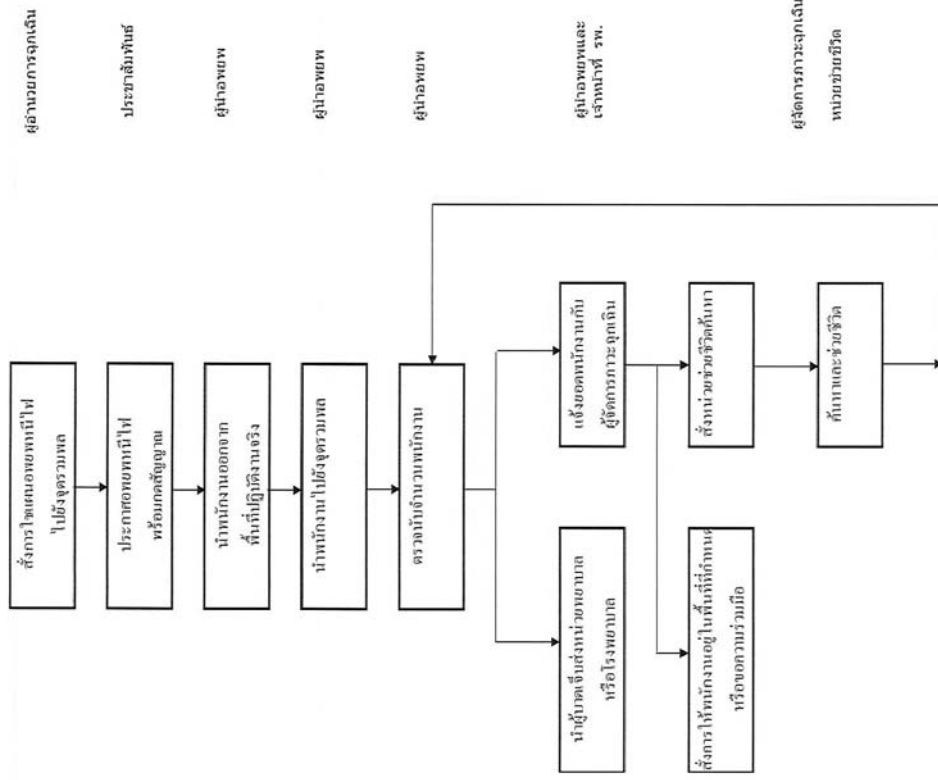 ผู้อำนวยการฉุกเฉิน
ประชาสัมพันธ์
ผู้นำอพยพ
ผู้นำอพยพ
ผู้นำอพยพ
ผู้นำอพยพและ
เจ้าหน้าที่ รพ.
ผู้จัดการภาวะฉุกเฉิน
หน่วยช่วยชีวิต
สั่งการใช้แผนอพยพหนีไฟ
ไปยังจุดรวมพล
ประกาศอพยพหนีไฟ
พร้อมกดสัญญาณ
นำพนักงานออกจาก
พื้นที่ปฏิบัติงานจริง
นำพนักงานไปยังจุดรวมพล
ตรวจนับจำนวนพนักงาน
แจ้งยอดพนักงานกับ
ผู้จัดการภาวะฉุกเฉิน
สั่งหน่วยช่วยชีวิตค้นหา
ค้นหาและช่วยชีวิต
นำผู้บาดเจ็บส่งหน่วยพยาบาล
หรือโรงพยาบาล
สั่งการให้พนักงานอยู่ในพื้นที่ที่กำหนด
หรือขอความร่วมมือ